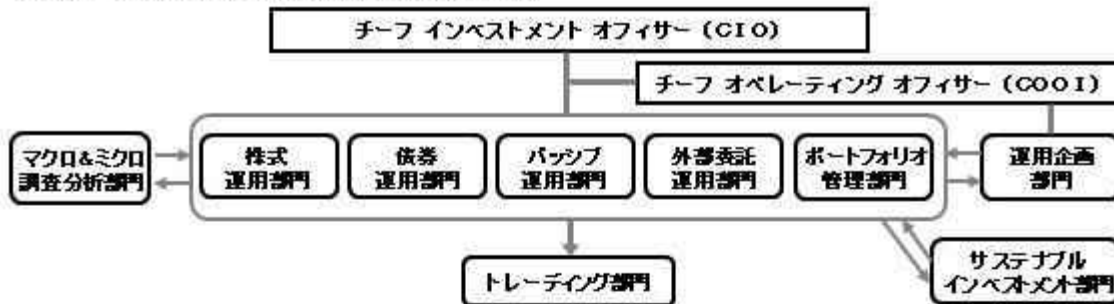 チーフ インベストメント オフィサー (CIO)
チーフ オペレーティング オフィサー (COOI)
マクロ&ミクロ
調査分析部門
株式
運用部門
債券
運用部門
パッシブ
運用部門
外部委託
運用部門
ポートフォリオ
管理部門
運用企画
部門
トレーディング部門
サステナブル
インベストメント部門